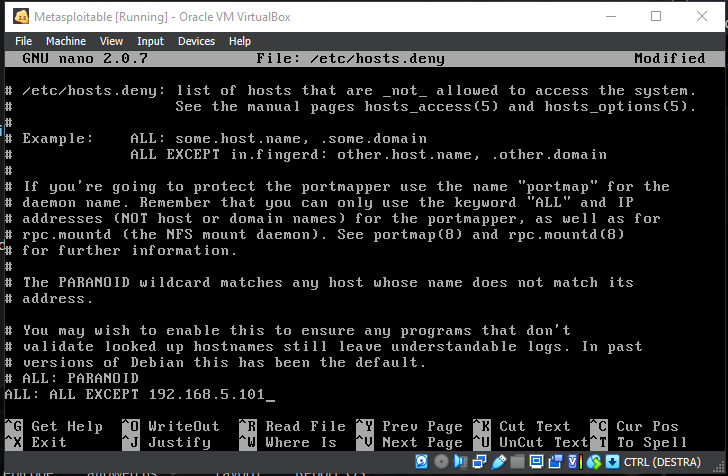 Metasploitable [Running] - Oracle VM VirtualBox
File Machine View Input Devices Help
GNU nano 2.0.7 File: /etc/hosts.deny Modified
# /etc/hosts.deny: list of hosts that are _not_ allowed to access the system.
# See the manual pages hosts_access(5) and hosts_options(5).
#
# Example: ALL: some.host.name, .some.domain
# ALL EXCEPT in.fingerd: other.host.name, .other.domain
#
# If you're going to protect the portmapper use the name "portmap" for the
# daemon name. Remember that you can only use the keyword "ALL" and IP
# addresses (NOT host or domain names) for the portmapper, as well as for
# rpc.mountd (the NFS mount daemon). See portmap(8) and rpc.mountd(8)
# for further information.
#
# The PARANOID wildcard matches any host whose name does not match its
# address.
# You may wish to enable this to ensure any programs that don't
# validate looked up hostnames still leave understandable logs. In past
# versions of Debian this has been the default.
# ALL: PARANOID
ALL: ALL EXCEPT 192.168.5.101_
^G Get Help ^O WriteOut ^R Read File ^Y Prev Page ^K Cut Text ^C Cur Pos
^X Exit ^J Justify ^W Where Is ^V Next Page ^U UnCut Text ^T To Spell
CTRL (DESTRA)